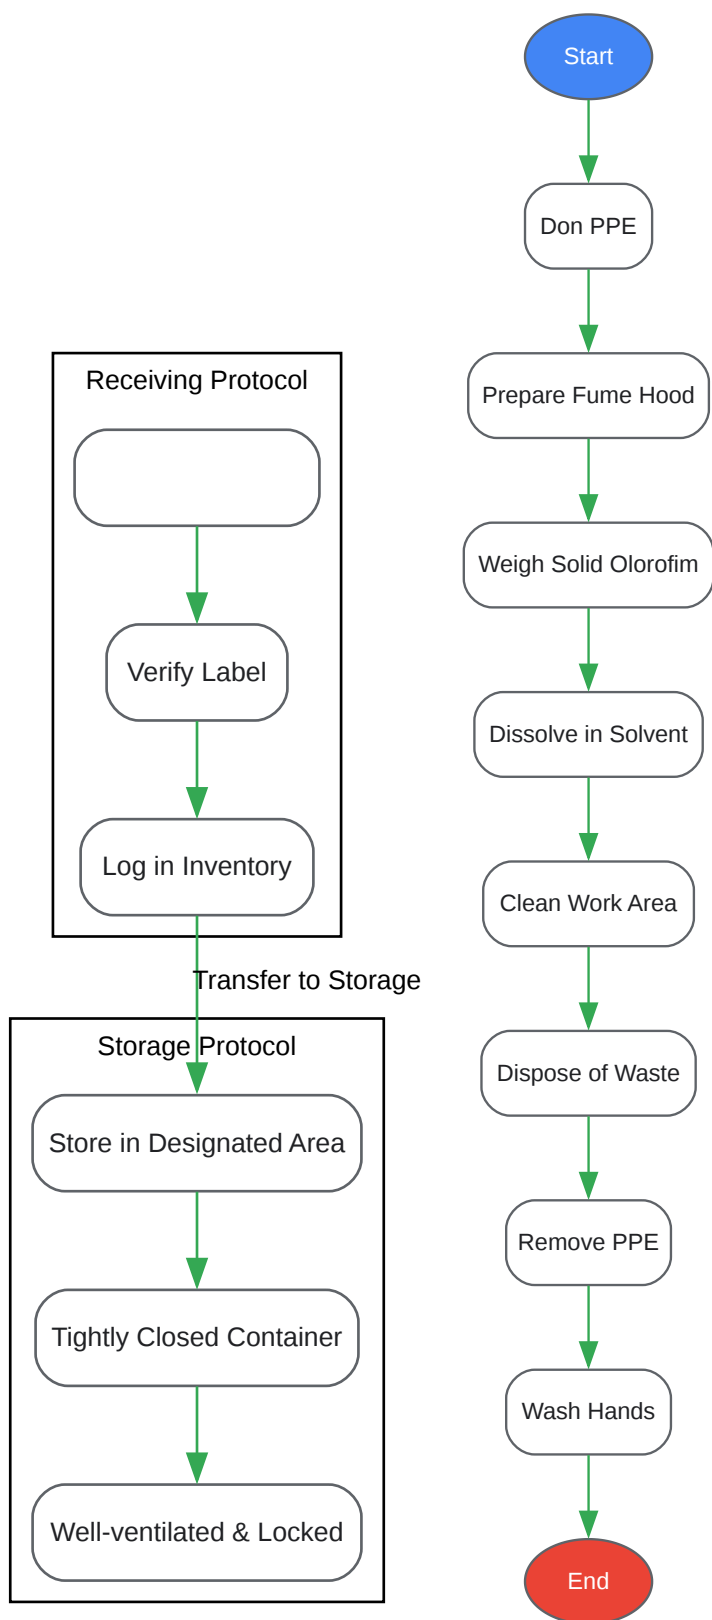 Receiving Protocol
Verify Label
Log in Inventory
Transfer to Storage
Storage Protocol
Store in Designated Area
Tightly Closed Container
Well-ventilated & Locked
Start
Don PPE
Prepare Fume Hood
Weigh Solid Olorofim
Dissolve in Solvent
Clean Work Area
Dispose of Waste
Remove PPE
Wash Hands
End